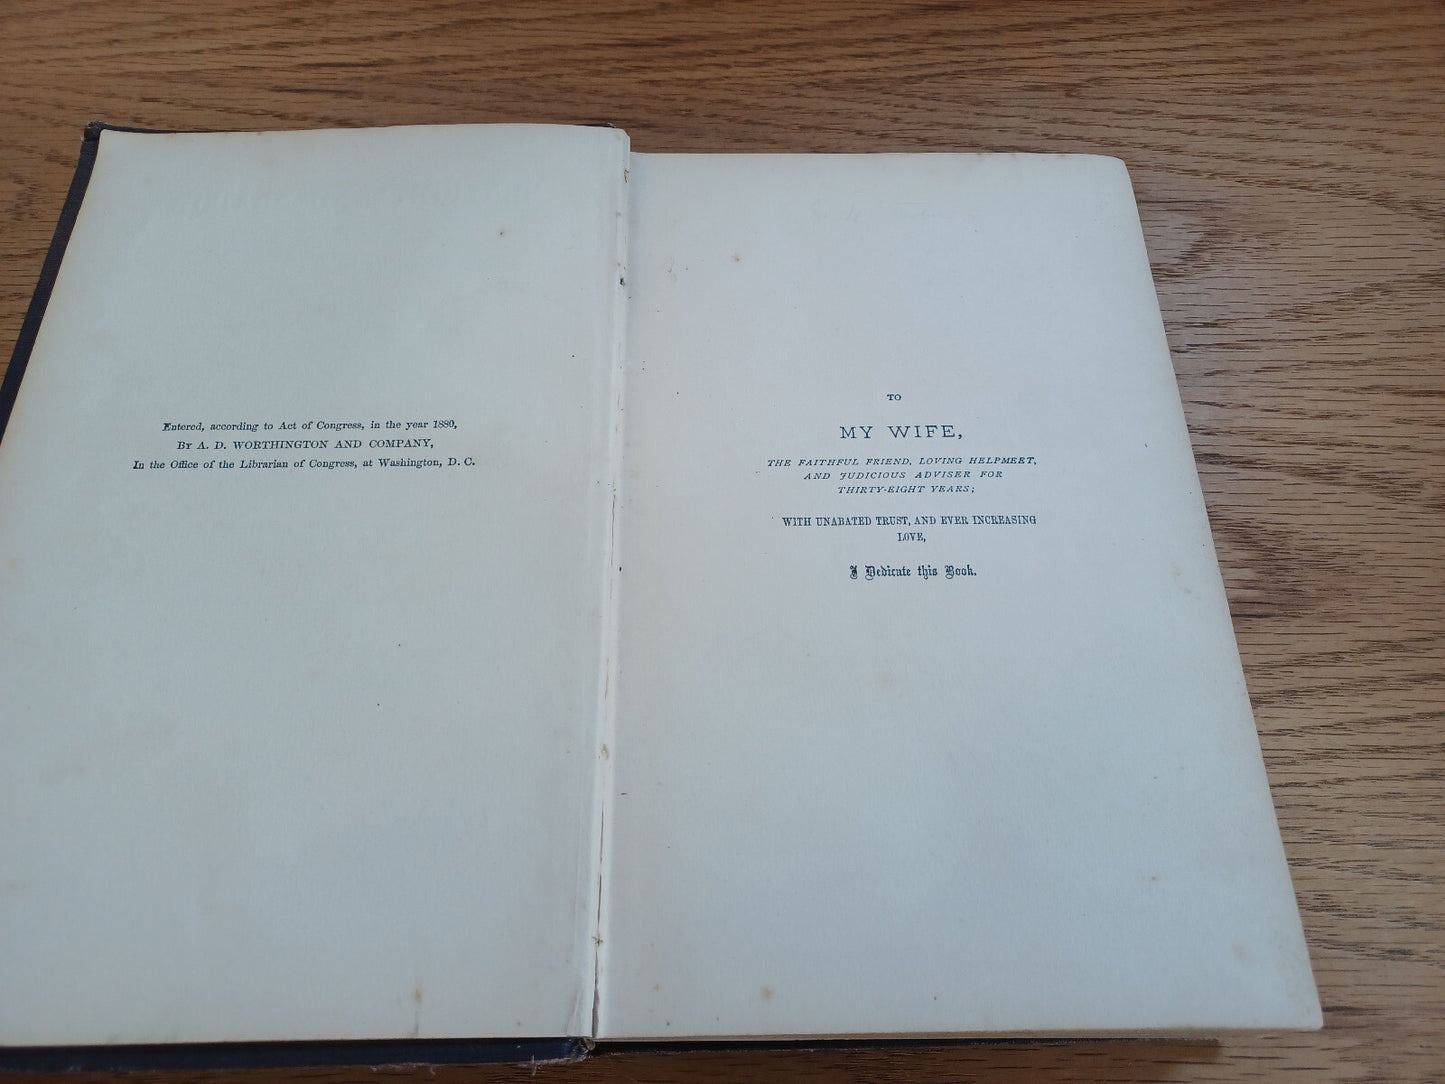 Entered, according to Act of Congress, in the year 1880,
By A. D. WORTHINGTON AND COMPANY,
In the Office of the Librarian of Congress, at Washington, D. C.
TO
MY WIFE,
THE FAITHFUL FRIEND, LOVING HELPMEET,
AND JUDICIOUS ADVISER FOR
THIRTY-EIGHT YEARS;
WITH UNABATED TRUST, AND EVER INCREASING
LOVE,
I Dedicate this Book.